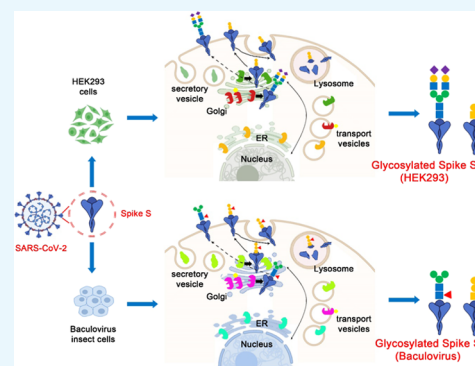 HEK293
cells
secretory
vesicle
Golgi
ER
Nucleus
Lysosome
transport
vesicles
Glycosylated Spike S
(HEK293)
SARS-CoV-2
Spike S
Baculovirus
insect cells
secretory
vesicle
Golgi
ER
Nucleus
Lysosome
transport
vesicles
Glycosylated Spike S
(Baculovirus)